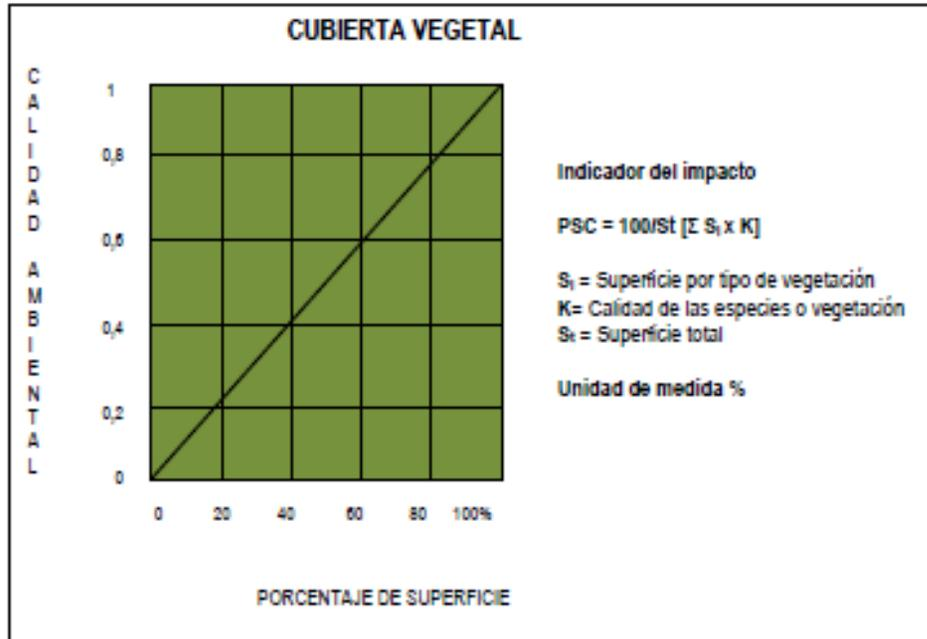 CUBIERTA VEGETAL
CALIDAD AMBIENTAL
1
0,8
0,6
0,4
0,2
0
0 20 40 60 80 100%
PORCENTAJE DE SUPERFICIE
Indicador del impacto
PSC = 100/St [Σ Sᵢ x K]
Sᵢ = Superficie por tipo de vegetación
K= Calidad de las especies o vegetación
Sₜ = Superficie total
Unidad de medida %